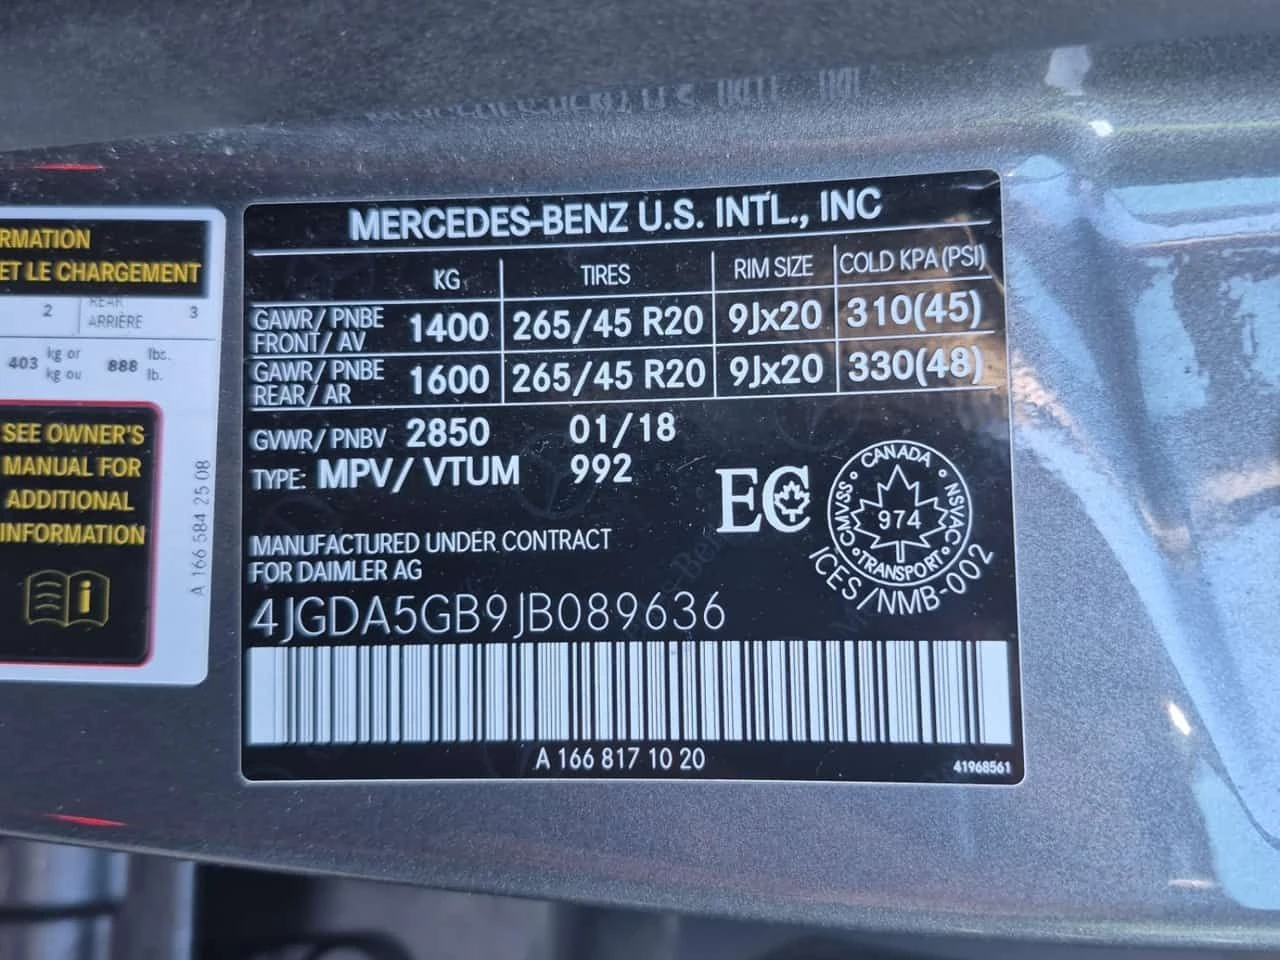 RMATION
ET LE CHARGEMENT
2 REAR ARRIÈRE 3
403 kg or kg ou 888 lbs. lb.
SEE OWNER'S
MANUAL FOR
ADDITIONAL
INFORMATION
A 166 584 25 08
MERCEDES-BENZ U.S. INTL., INC
KG TIRES RIM SIZE COLD KPA(PSI)
GAWR/ PNBE FRONT/ AV 1400 265/45 R20 9Jx20 310(45)
GAWR/ PNBE REAR/ AR 1600 265/45 R20 9Jx20 330(48)
GVWR/ PNBV 2850 01/18
TYPE: MPV/ VTUM 992
EC
CANADA
CMVSS NSVAC
974
TRANSPORT
ICES/NMB-002
MANUFACTURED UNDER CONTRACT
FOR DAIMLER AG
4JGDA5GB9JB089636
A 166 817 10 20
41968561